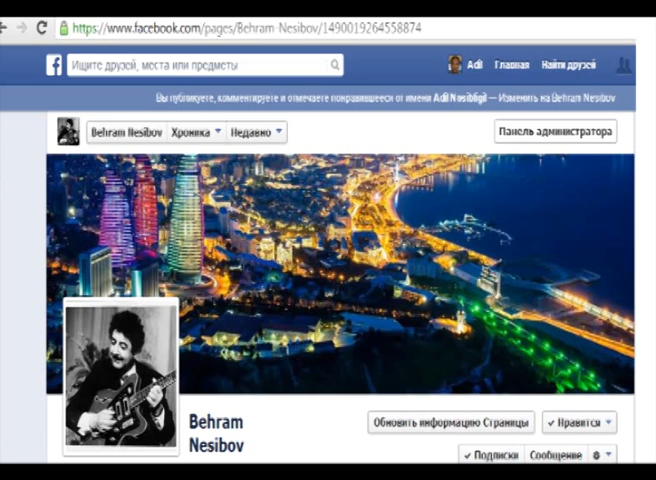 https://www.facebook.com/pages/Behram-Nesibov/1490019264558874
f Ищите друзей, места или предметы Adil Главная Найти друзей
Вы публикуете, комментируете и отмечаете понравившееся от имени Adil Nasibligil — Изменить на Behram Nesibov
Behram Nesibov Хроника Недавно Панель администратора
Behram
Nesibov
Обновить информацию Страницы Нравится
Подписки Сообщение